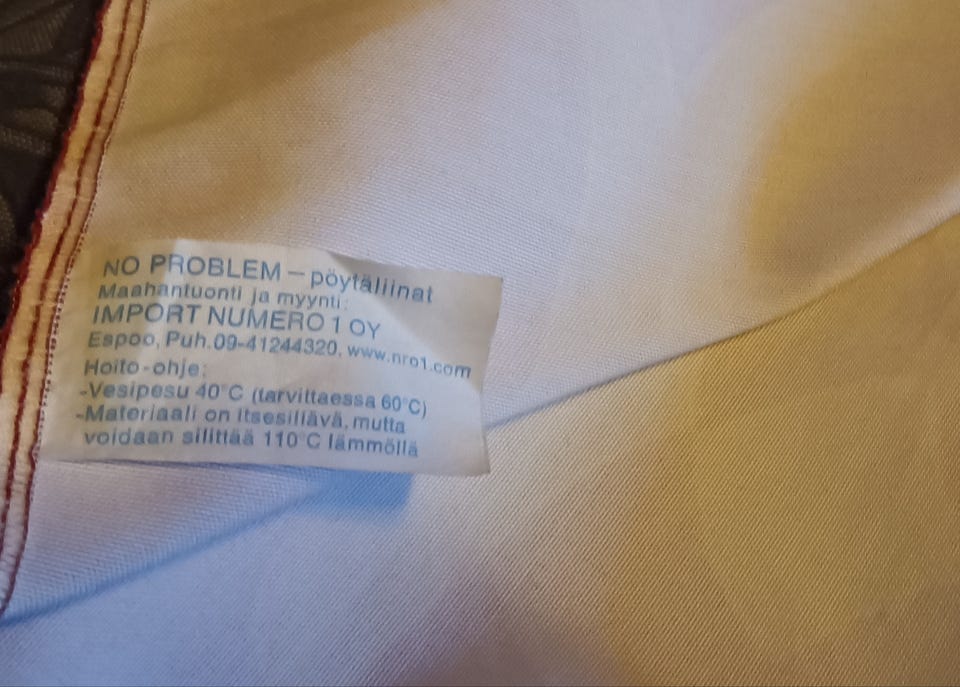 NO PROBLEM – pöytäliinat
Maahantuonti ja myynti:
IMPORT NUMERO 1 OY
Espoo, Puh.09-41244320, www.nro1.com
Hoito-ohje:
-Vesipesu 40°C (tarvittaessa 60°C)
-Materiaali on itsesiliävä, mutta
voidaan silittää 110°C lämmöllä